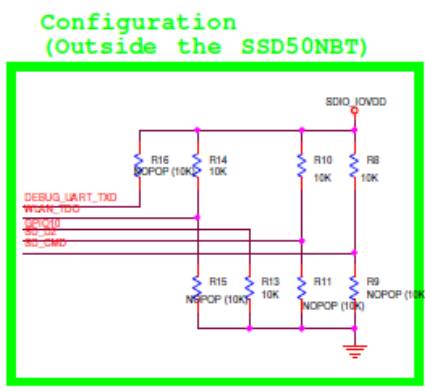 Configuration
(Outside the SSD50NBT)
SDIO_IOVDD
R16
NOPOP (10K)
R14
10K
R10
10K
R8
10K
DEBUG_UART_TXD
WLAN_TDO
GPIO10
SD_D2
SD_CMD
R15
NOPOP (10K)
R13
10K
R11
NOPOP (10K)
R9
NOPOP (10K